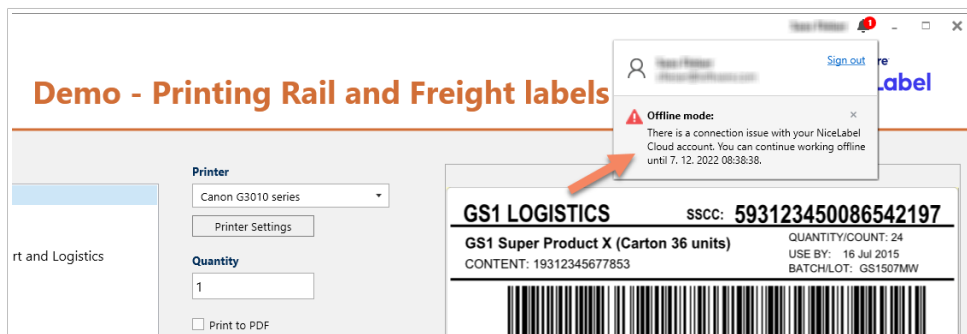 1
Sign out
re
Demo - Printing Rail and Freight labels
abel
Offline mode:
There is a connection issue with your NiceLabel
Cloud account. You can continue working offline
until 7. 12. 2022 08:38:38.
Printer
Canon G3010 series
Printer Settings
Quantity
1
Print to PDF
rt and Logistics
GS1 LOGISTICS
SSCC: 593123450086542197
GS1 Super Product X (Carton 36 units)
QUANTITY/COUNT: 24
CONTENT: 19312345677853
USE BY: 16 Jul 2015
BATCH/LOT: GS1507MW